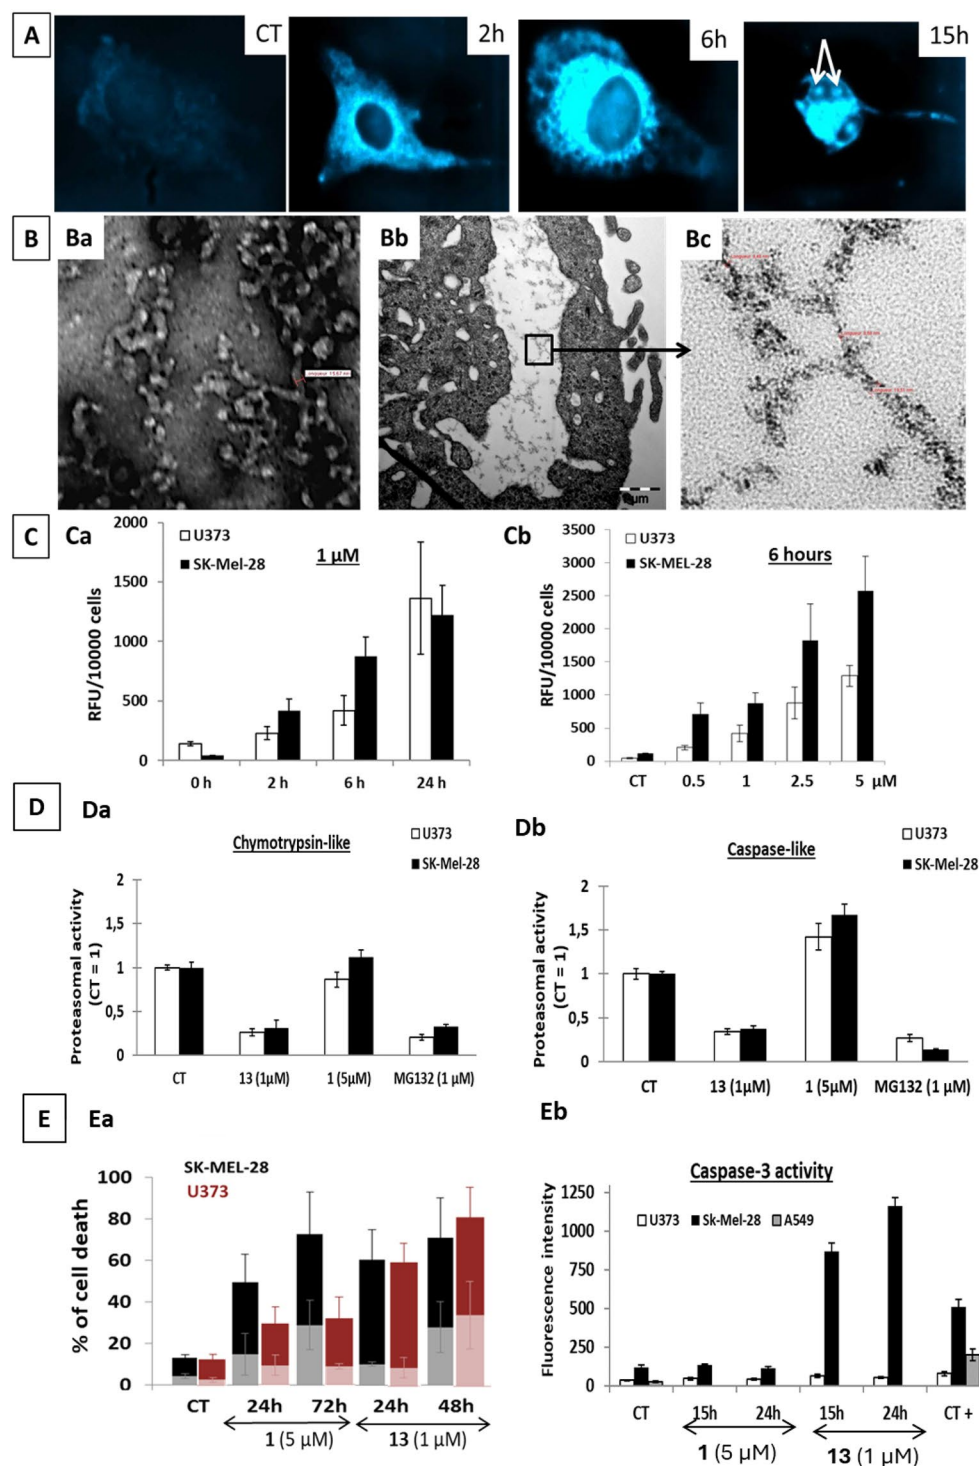 A
CT
2h
6h
15h
B
Ba
Bb
Bc
C
Ca
Cb
U373
SK-Mel-28
1 µM
RFU/10000 cells
2000
1500
1000
500
0
0 h
2 h
6 h
24 h
U373
SK-MEL-28
6 hours
RFU/10000 cells
3500
3000
2500
2000
1500
1000
500
0
CT
0.5
1
2.5
5 µM
D
Da
Chymotrypsin-like
U373
SK-Mel-28
Proteasomal activity
(CT = 1)
2
1,5
1
0,5
0
CT
13 (1µM)
1 (5µM)
MG132 (1 µM)
Db
Caspase-like
U373
SK-Mel-28
Proteasomal activity
(CT = 1)
2
1,5
1
0,5
0
CT
13 (1µM)
1 (5µM)
MG132 (1 µM)
E
Ea
SK-MEL-28
U373
% of cell death
100
80
60
40
20
0
CT
24h
72h
24h
48h
1 (5 µM)
13 (1 µM)
Eb
Caspase-3 activity
U373
Sk-Mel-28
A549
Fluorescence intensity
1250
1000
750
500
250
0
CT
15h
24h
15h
24h
CT +
1 (5 µM)
13 (1 µM)